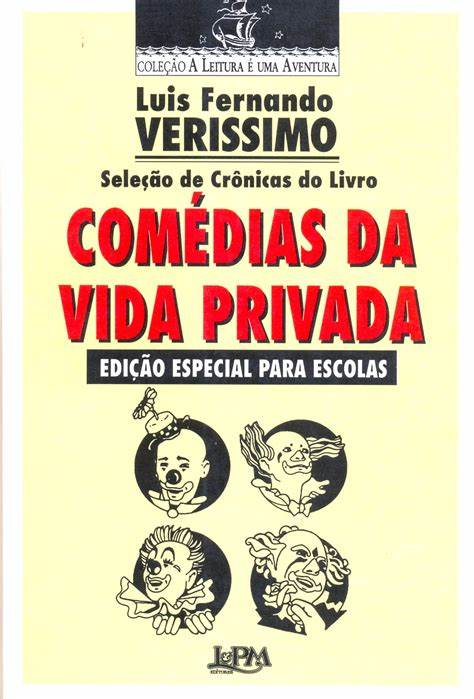 COLEÇÃO A LEITURA É UMA AVENTURA
Luis Fernando
VERISSIMO
Seleção de Crônicas do Livro
COMÉDIAS DA
VIDA PRIVADA
EDIÇÃO ESPECIAL PARA ESCOLAS
L&PM
EDITORES